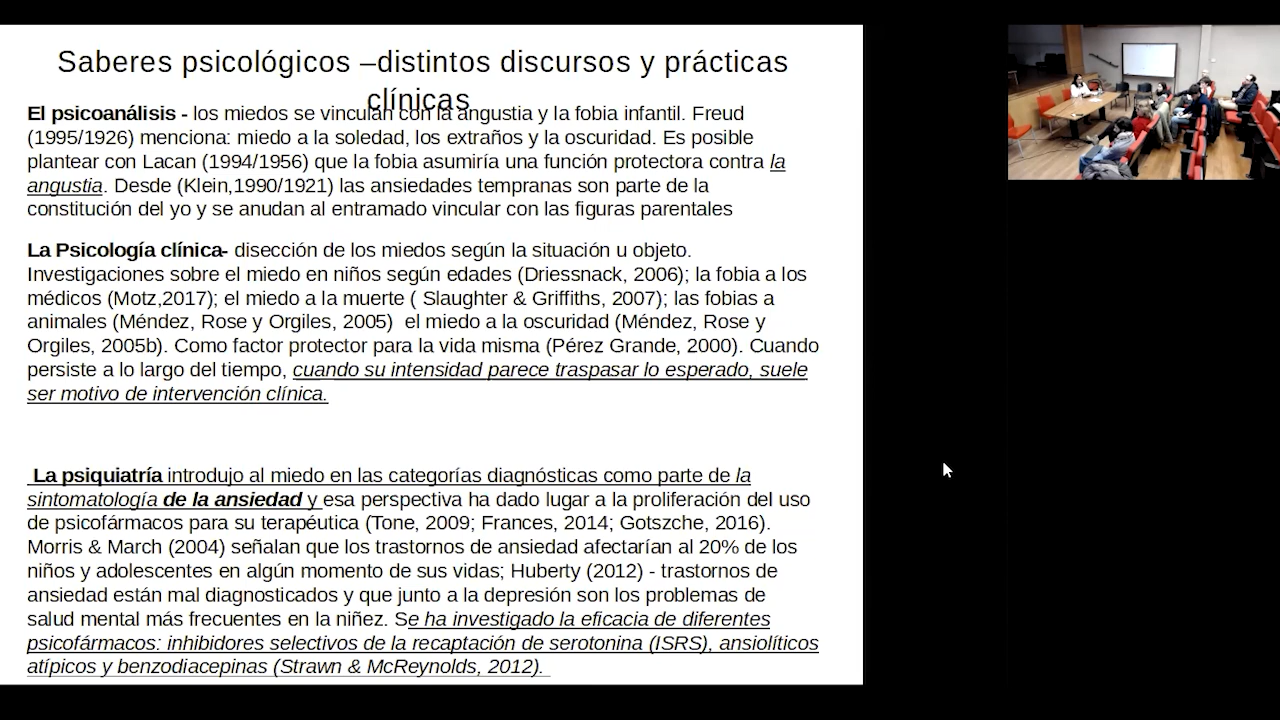 Saberes psicológicos –distintos discursos y prácticas
clínicas
El psicoanálisis - los miedos se vinculan con la angustia y la fobia infantil. Freud
(1995/1926) menciona: miedo a la soledad, los extraños y la oscuridad. Es posible
plantear con Lacan (1994/1956) que la fobia asumiría una función protectora contra la
angustia. Desde (Klein,1990/1921) las ansiedades tempranas son parte de la
constitución del yo y se anudan al entramado vincular con las figuras parentales
La Psicología clínica- disección de los miedos según la situación u objeto.
Investigaciones sobre el miedo en niños según edades (Driessnack, 2006); la fobia a los
médicos (Motz,2017); el miedo a la muerte ( Slaughter & Griffiths, 2007); las fobias a
animales (Méndez, Rose y Orgiles, 2005)  el miedo a la oscuridad (Méndez, Rose y
Orgiles, 2005b). Como factor protector para la vida misma (Pérez Grande, 2000). Cuando
persiste a lo largo del tiempo, cuando su intensidad parece traspasar lo esperado, suele
ser motivo de intervención clínica.
La psiquiatría introdujo al miedo en las categorías diagnósticas como parte de la
sintomatología de la ansiedad y esa perspectiva ha dado lugar a la proliferación del uso
de psicofármacos para su terapéutica (Tone, 2009; Frances, 2014; Gotszche, 2016).
Morris & March (2004) señalan que los trastornos de ansiedad afectarían al 20% de los
niños y adolescentes en algún momento de sus vidas; Huberty (2012) - trastornos de
ansiedad están mal diagnosticados y que junto a la depresión son los problemas de
salud mental más frecuentes en la niñez. Se ha investigado la eficacia de diferentes
psicofármacos: inhibidores selectivos de la recaptación de serotonina (ISRS), ansiolíticos
atípicos y benzodiacepinas (Strawn & McReynolds, 2012).